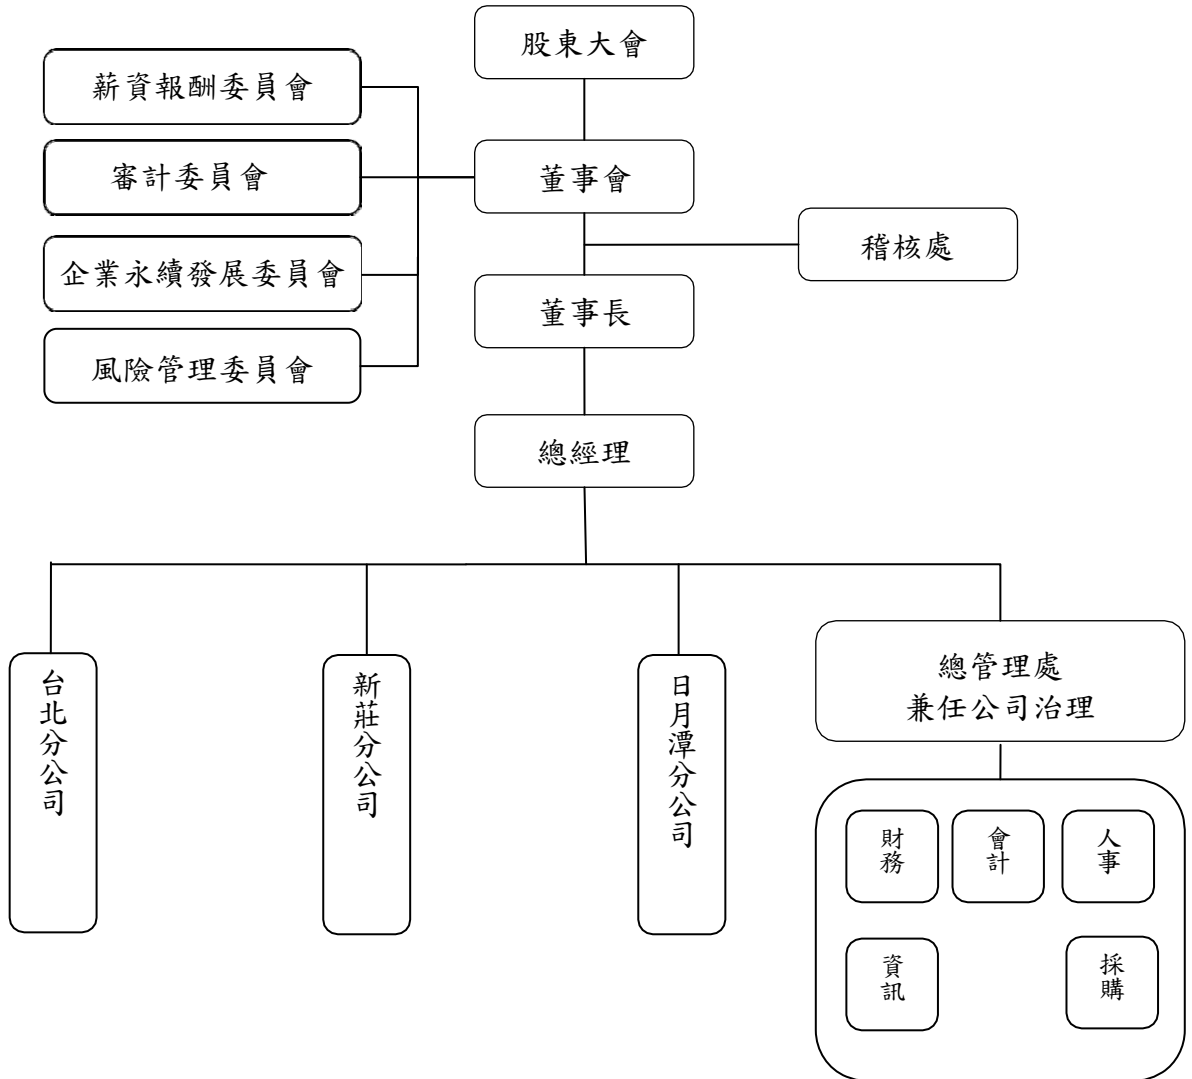 股東大會
薪資報酬委員會
審計委員會
董事會
稽核處
企業永續發展委員會
董事長
風險管理委員會
總經理
台北分公司
新莊分公司
日月潭分公司
總管理處
兼任公司治理
財務
會計
人事
資訊
採購